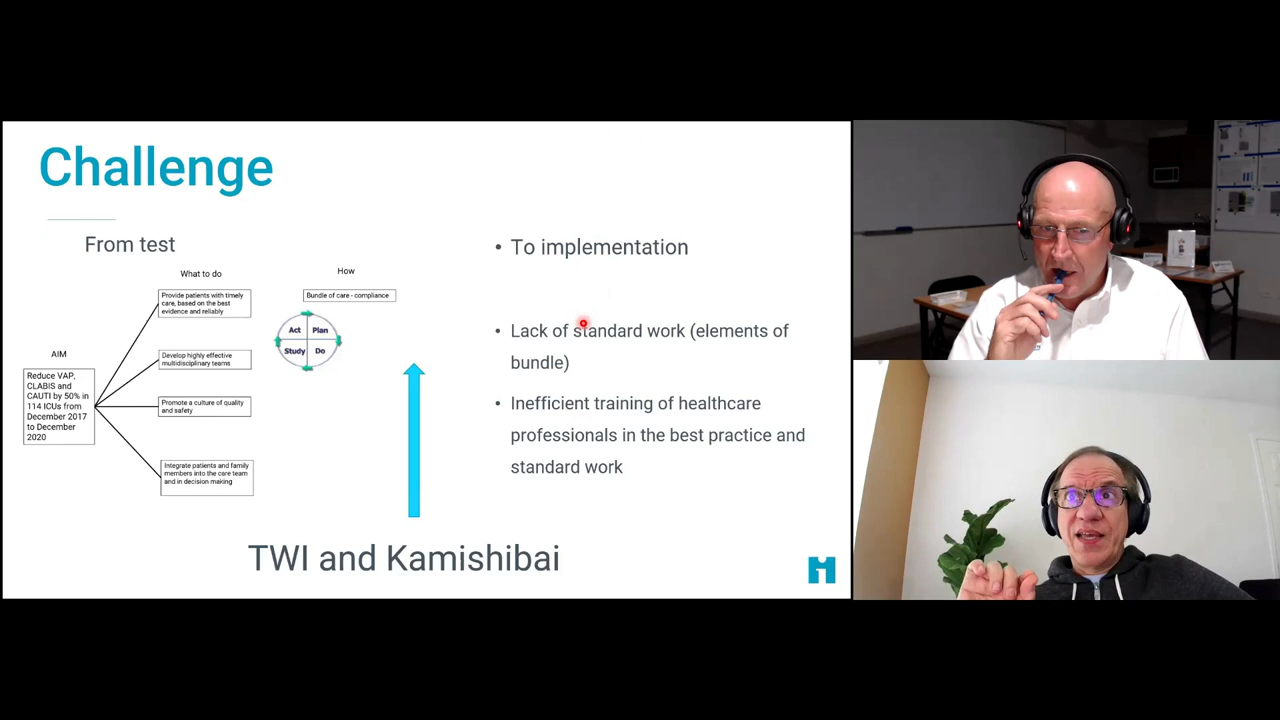 Challenge
From test
What to do
How
Provide patients with timely
care, based on the best
evidence and reliably
Bundle of care - compliance
Act
Plan
Study
Do
AIM
Develop highly effective
multidisciplinary teams
Reduce VAP,
CLABIS and
CAUTI by 50% in
114 ICUs from
December 2017
to December
2020
Promote a culture of quality
and safety
Integrate patients and family
members into the care team
and in decision making
• To implementation
• Lack of standard work (elements of
bundle)
• Inefficient training of healthcare
professionals in the best practice and
standard work
TWI and Kamishibai